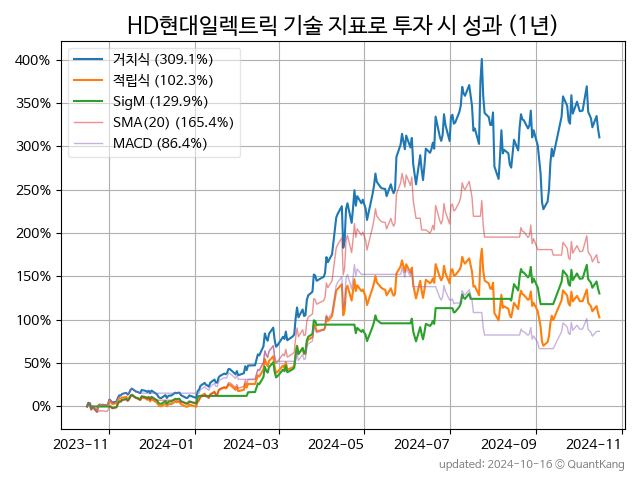 HD현대일렉트릭 기술 지표로 투자 시 성과 (1년)
거치식 (309.1%)
적립식 (102.3%)
SigM (129.9%)
SMA(20) (165.4%)
MACD (86.4%)
400%
350%
300%
250%
200%
150%
100%
50%
0%
2023-11 2024-01 2024-03 2024-05 2024-07 2024-09 2024-11
updated: 2024-10-16 © QuantKang